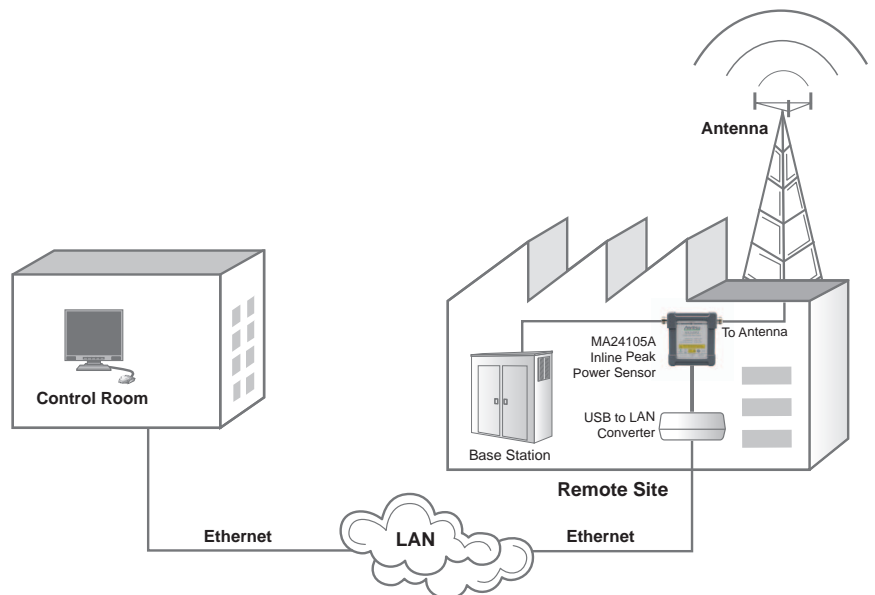 Antenna
To Antenna
MA24105A
Inline Peak
Power Sensor
Control Room
USB to LAN
Converter
Base Station
Remote Site
Ethernet
LAN
Ethernet